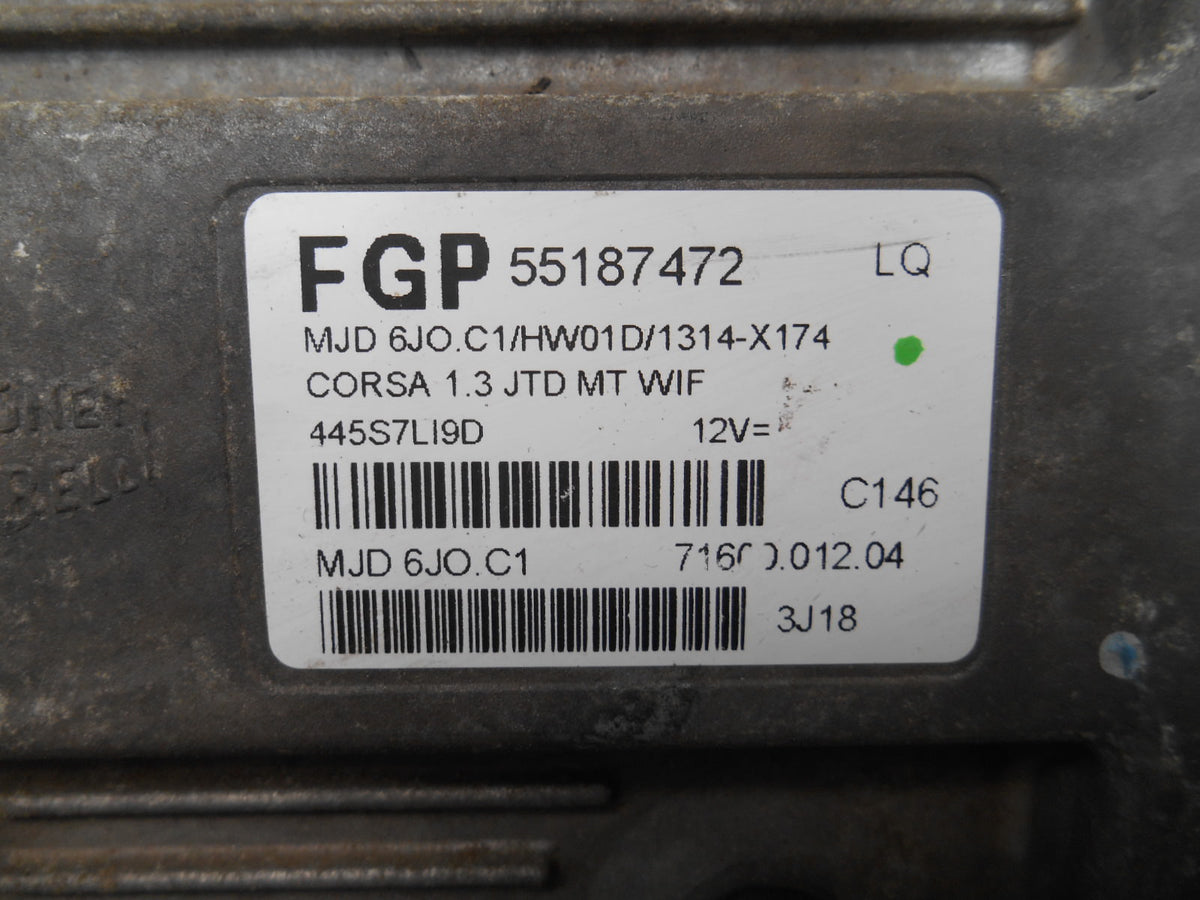 FGP 55187472 LQ
MJD 6JO.C1/HW01D/1314-X174
CORSA 1.3 JTD MT WIF
445S7LI9D 12V=
C146
MJD 6JO.C1
3J18